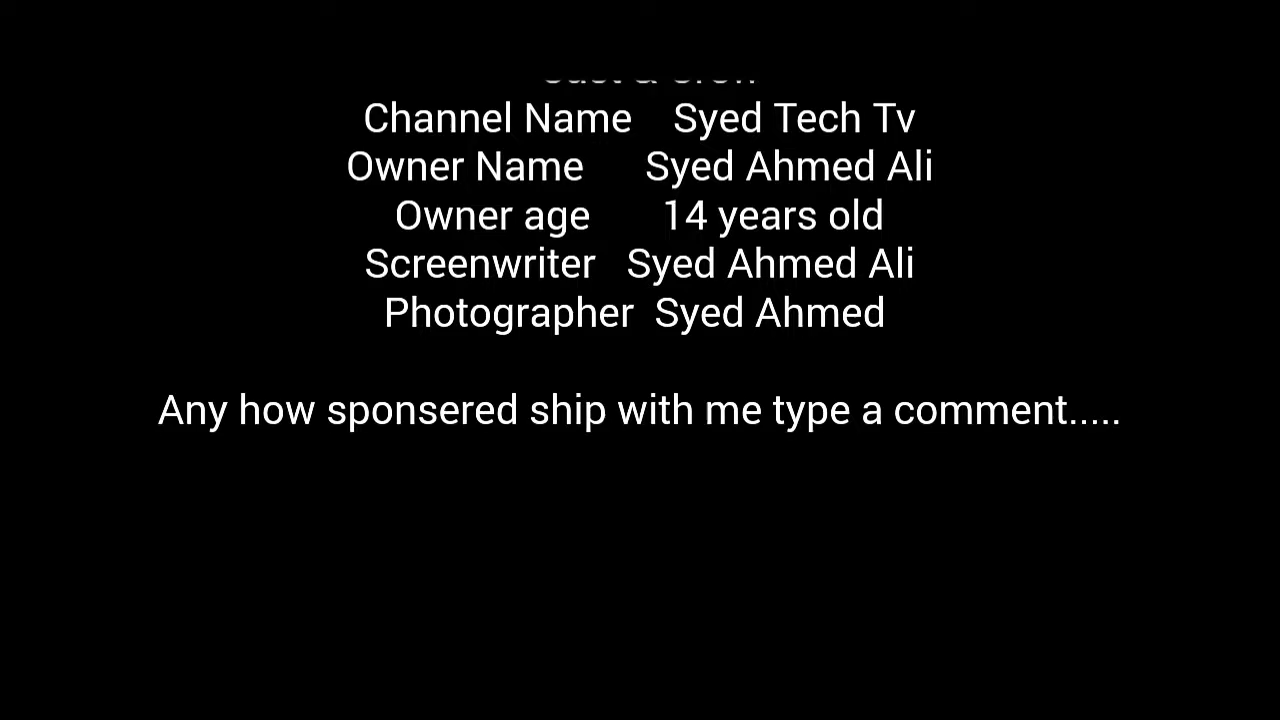 Channel Name Syed Tech Tv
Owner Name Syed Ahmed Ali
Owner age 14 years old
Screenwriter Syed Ahmed Ali
Photographer Syed Ahmed
Any how sponsered ship with me type a comment.....